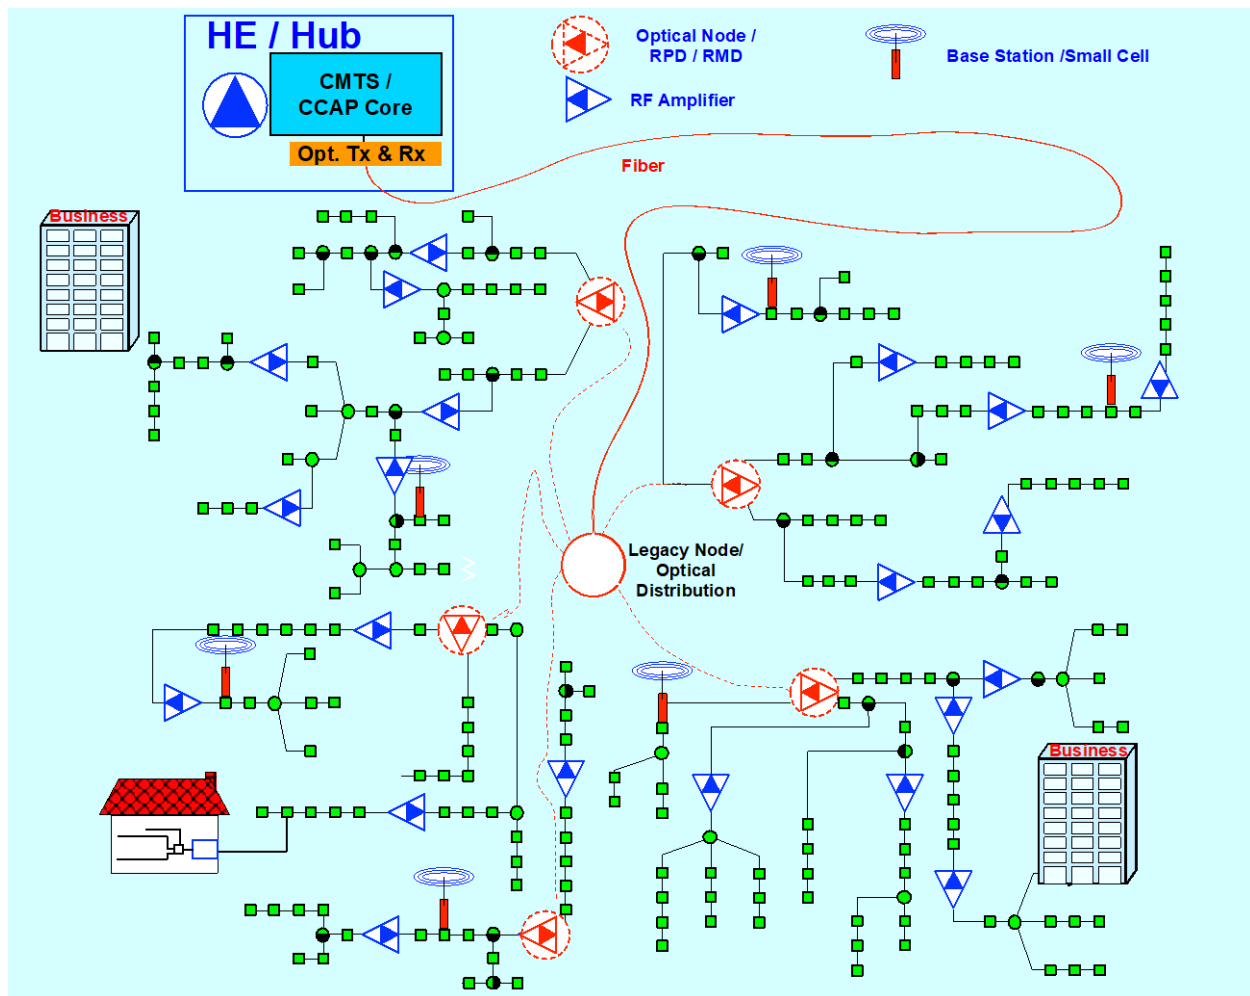 HE / Hub
CMTS /
CCAP Core
Opt. Tx & Rx
Optical Node /
RPD / RMD
RF Amplifier
Base Station /Small Cell
Fiber
Business
Legacy Node/
Optical
Distribution
Business